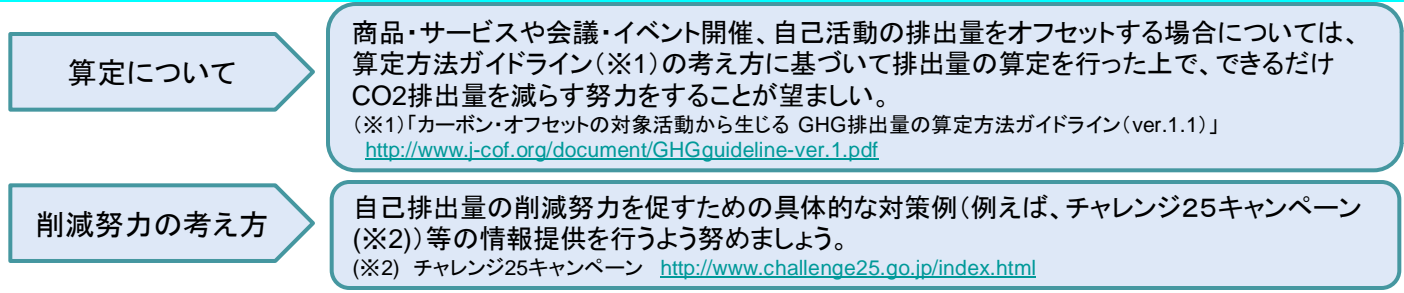 算定について
商品・サービスや会議・イベント開催、自己活動の排出量をオフセットする場合については、
算定方法ガイドライン(※1)の考え方に基づいて排出量の算定を行った上で、できるだけ
CO2排出量を減らす努力をすることが望ましい。
(※1)「カーボン・オフセットの対象活動から生じる GHG排出量の算定方法ガイドライン(ver.1.1)」
http://www.j-cof.org/document/GHGguideline-ver.1.pdf
削減努力の考え方
自己排出量の削減努力を促すための具体的な対策例(例えば、チャレンジ25キャンペーン
(※2))等の情報提供を行うよう努めましょう。
(※2) チャレンジ25キャンペーン http://www.challenge25.go.jp/index.html